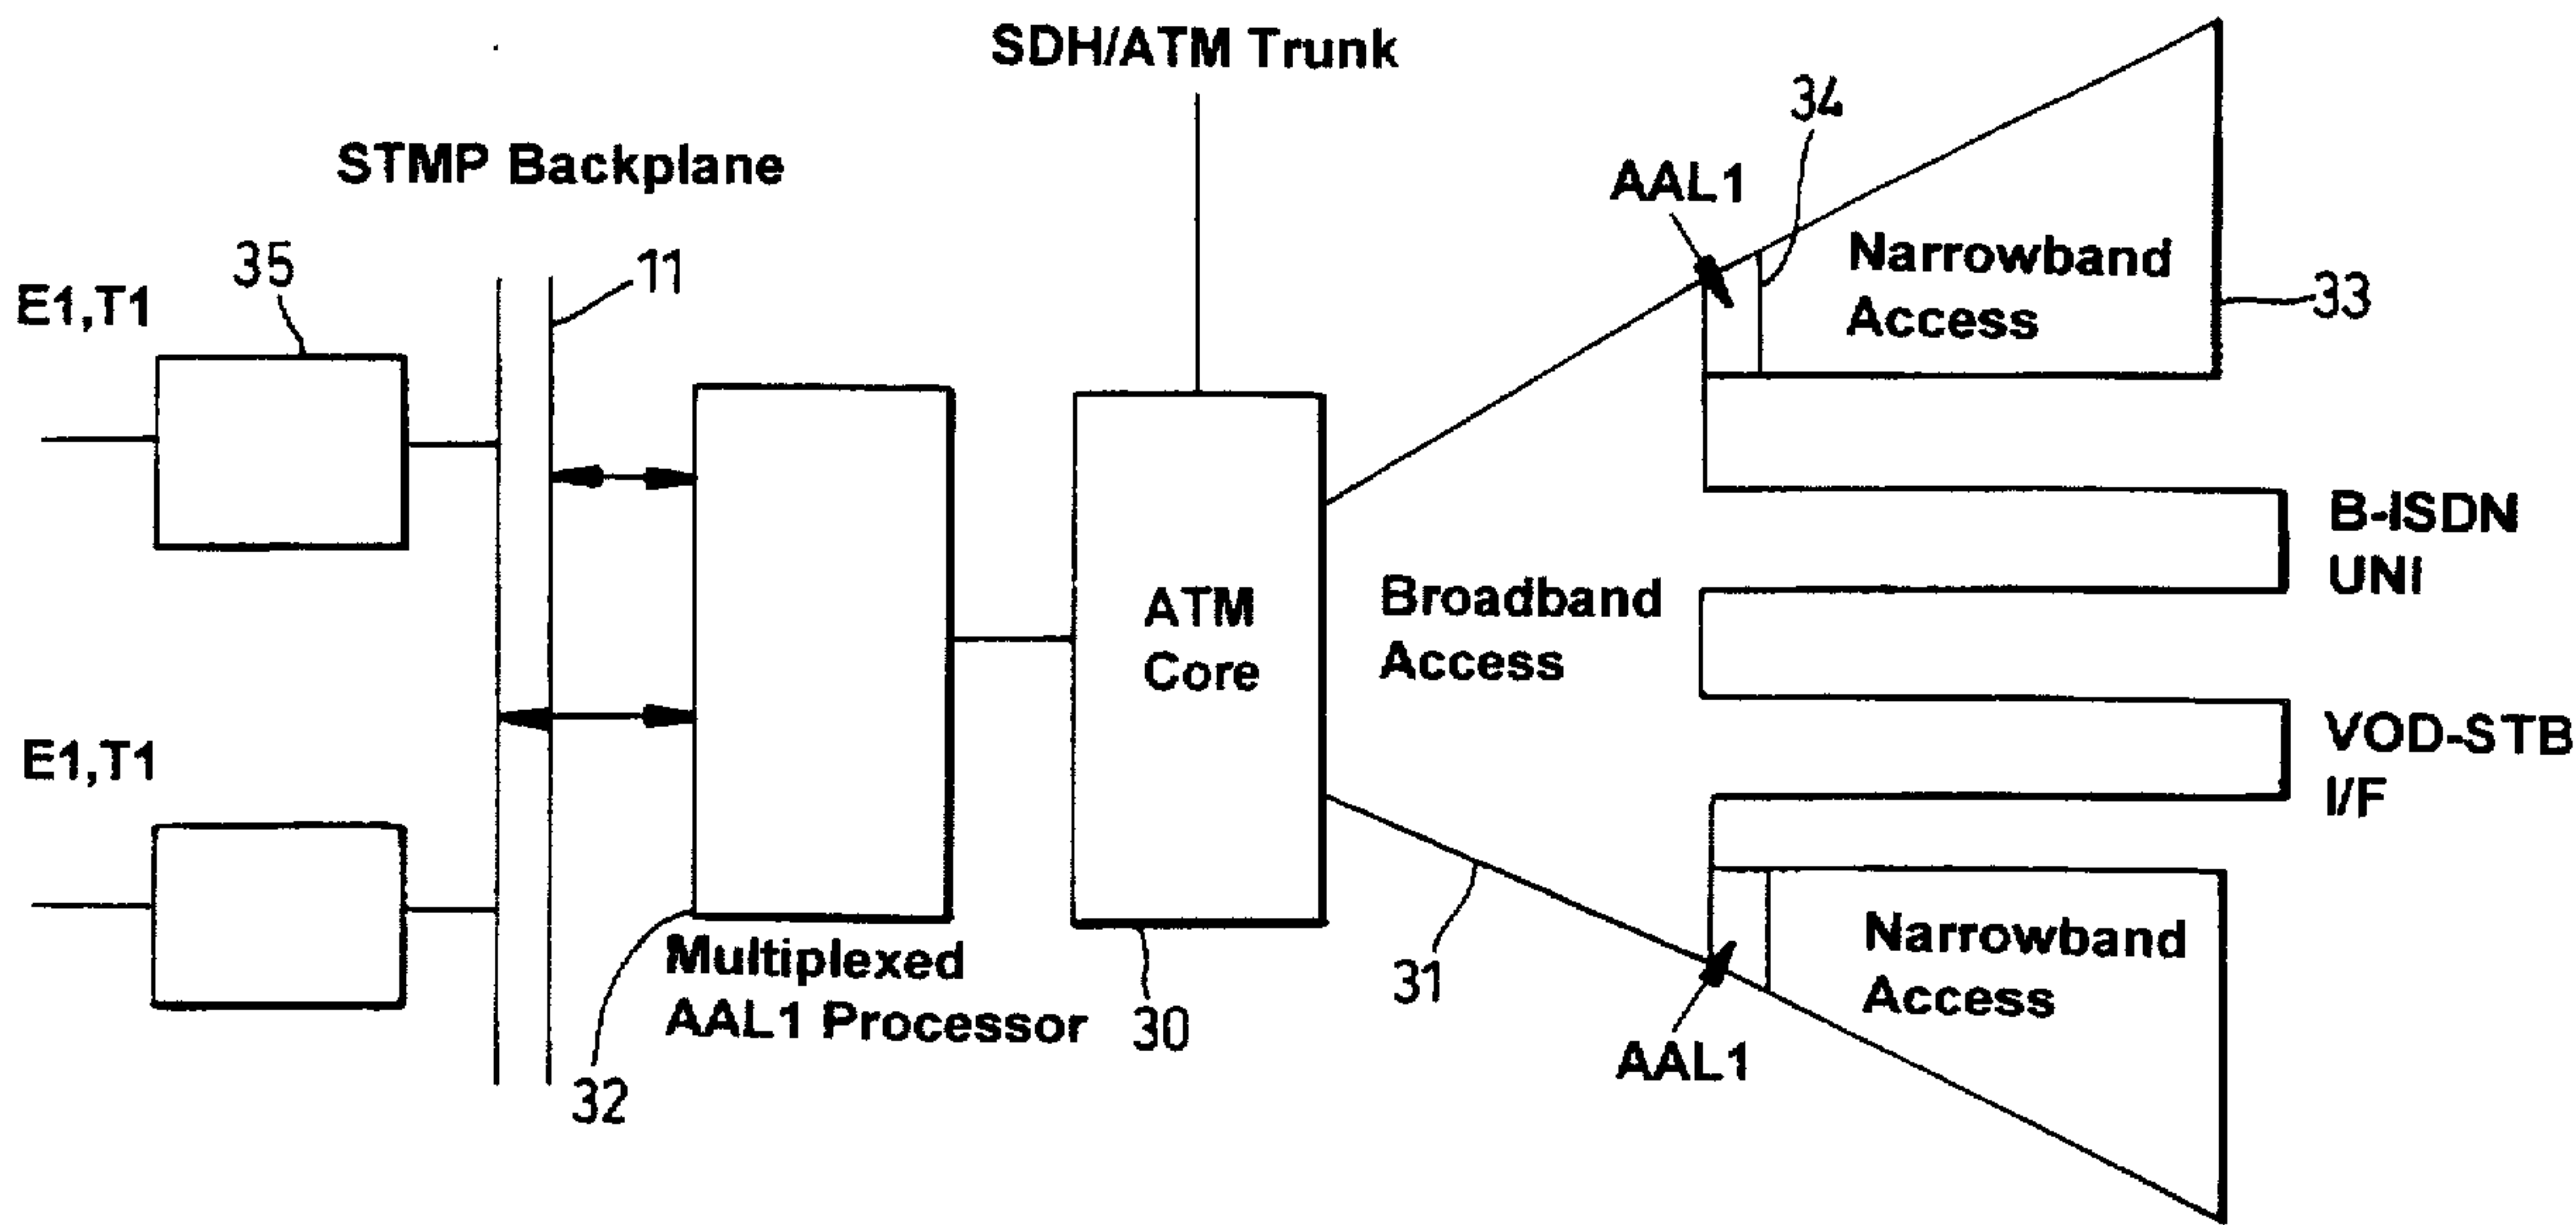 SDH/ATM Trunk
STMP Backplane
34
AAL1
35
11
Narrowband
Access
33
E1,T1
B-ISDN
UNI
ATM
Core
Broadband
Access
E1,T1
VOD-STB
I/F
Multiplexed
AAL1 Processor
32
30
31
AAL1
Narrowband
Access